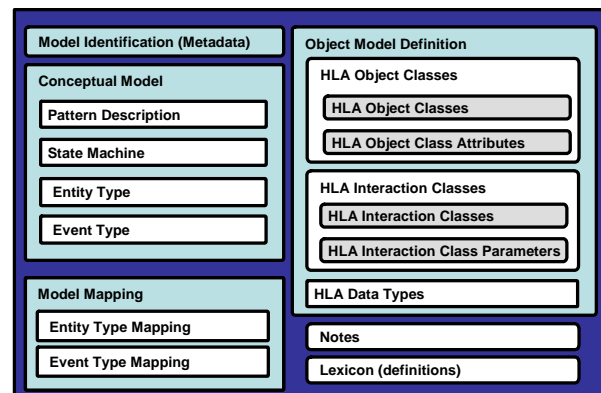 Model Identification (Metadata)
Conceptual Model
Pattern Description
State Machine
Entity Type
Event Type
Model Mapping
Entity Type Mapping
Event Type Mapping
Object Model Definition
HLA Object Classes
HLA Object Classes
HLA Object Class Attributes
HLA Interaction Classes
HLA Interaction Classes
HLA Interaction Class Parameters
HLA Data Types
Notes
Lexicon (definitions)